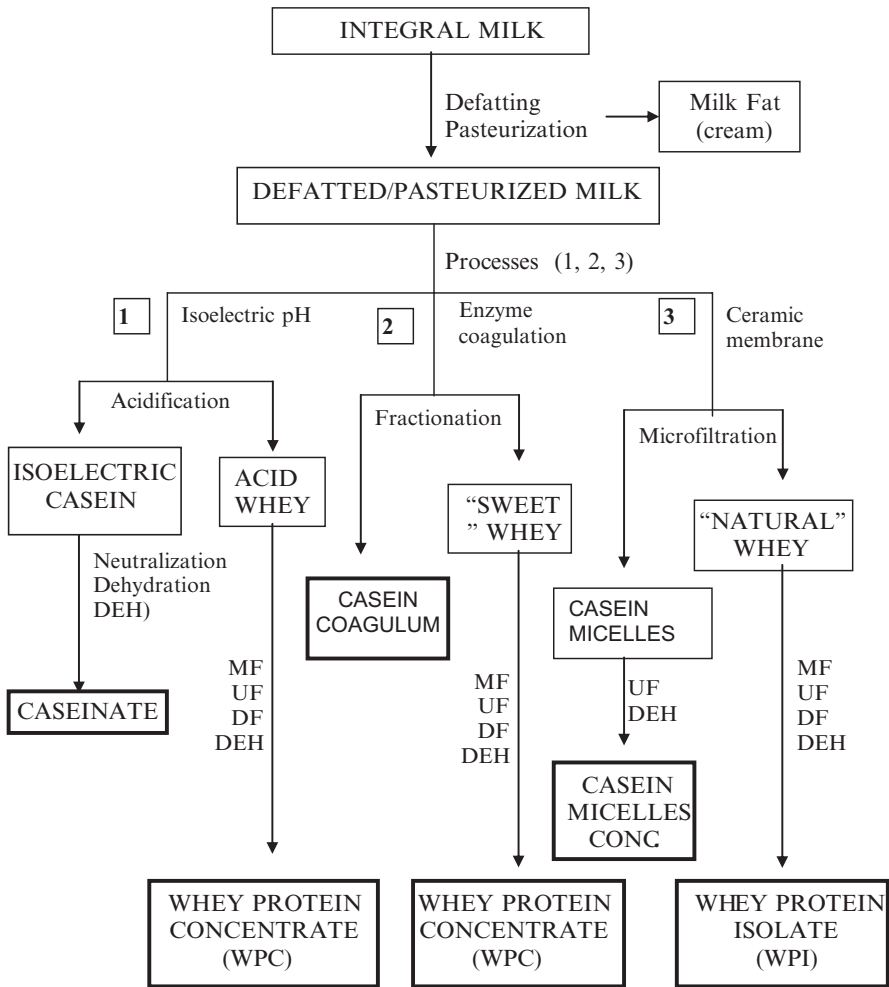 INTEGRAL MILK
Defatting
Pasteurization
Milk Fat
(cream)
DEFATTED/PASTEURIZED MILK
Processes (1, 2, 3)
1
Isoelectric pH
2
Enzyme
coagulation
3
Ceramic
membrane
Acidification
Fractionation
Microfiltration
ISOELECTRIC
CASEIN
ACID
WHEY
“SWEET
” WHEY
“NATURAL”
WHEY
Neutralization
Dehydration
DEH)
CASEIN
COAGULUM
CASEIN
MICELLES
MF
UF
DF
DEH
MF
UF
DF
DEH
UF
DEH
MF
UF
DF
DEH
CASEINATE
CASEIN
MICELLES
CONC.
WHEY PROTEIN
CONCENTRATE
(WPC)
WHEY PROTEIN
CONCENTRATE
(WPC)
WHEY PROTEIN
ISOLATE
(WPI)